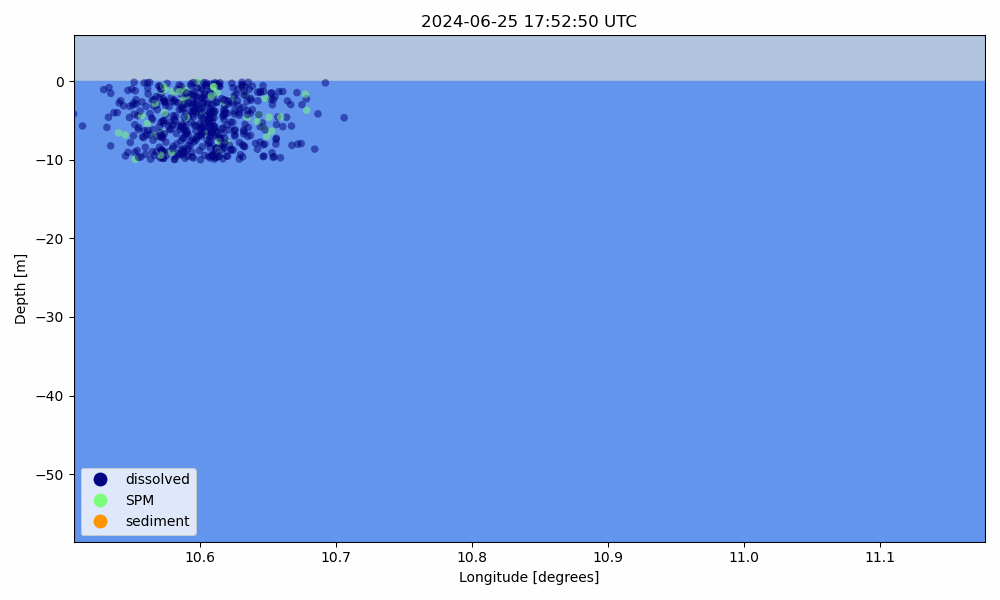 2024-06-25 17:52:50 UTC
0
−10
−20
−30
−40
−50
Depth [m]
dissolved
SPM
sediment
10.6 10.7 10.8 10.9 11.0 11.1
Longitude [degrees]